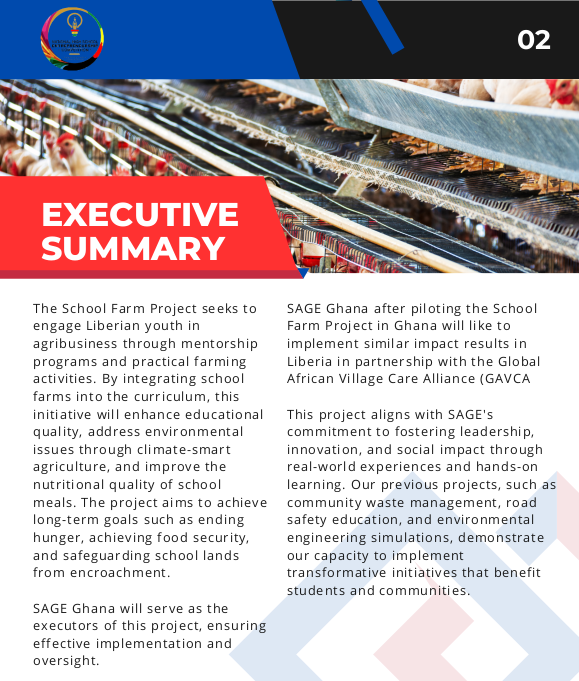 02
EXECUTIVE
SUMMARY
The School Farm Project seeks to
engage Liberian youth in
agribusiness through mentorship
programs and practical farming
activities. By integrating school
farms into the curriculum, this
initiative will enhance educational
quality, address environmental
issues through climate-smart
agriculture, and improve the
nutritional quality of school
meals. The project aims to achieve
long-term goals such as ending
hunger, achieving food security,
and safeguarding school lands
from encroachment.
SAGE Ghana will serve as the
executors of this project, ensuring
effective implementation and
oversight.
SAGE Ghana after piloting the School
Farm Project in Ghana will like to
implement similar impact results in
Liberia in partnership with the Global
African Village Care Alliance (GAVCA
This project aligns with SAGE's
commitment to fostering leadership,
innovation, and social impact through
real-world experiences and hands-on
learning. Our previous projects, such as
community waste management, road
safety education, and environmental
engineering simulations, demonstrate
our capacity to implement
transformative initiatives that benefit
students and communities.